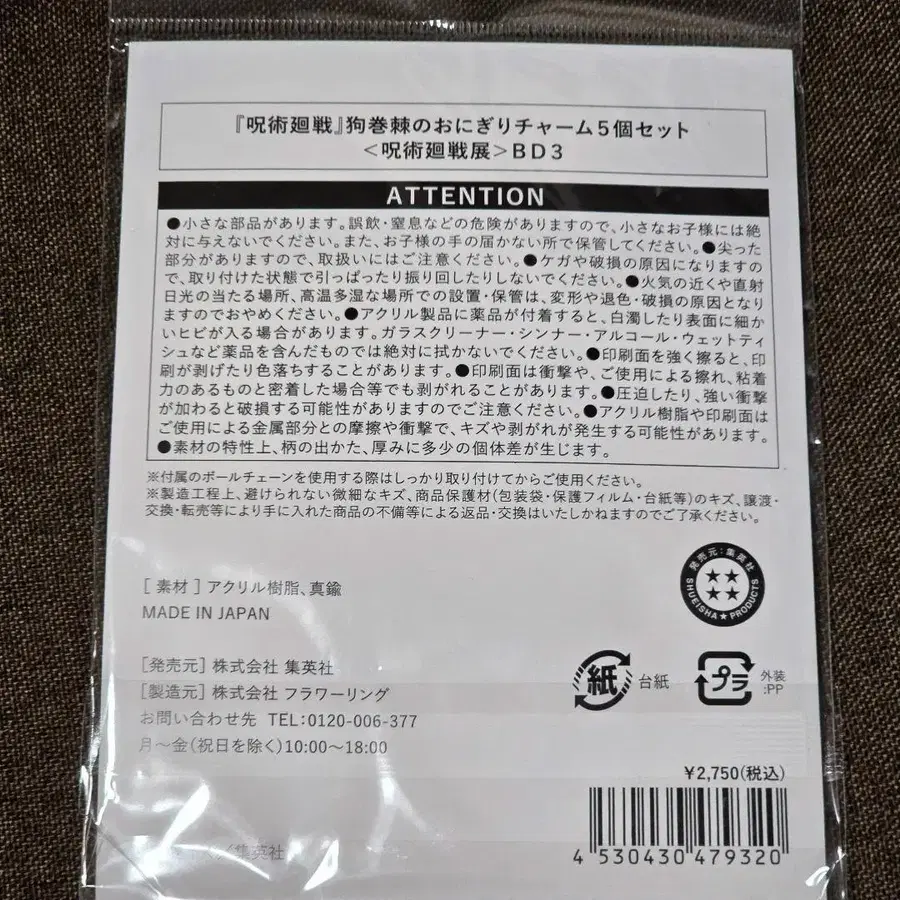 『呪術廻戦』狗巻棘のおにぎりチャーム5個セット
<呪術廻戦展>BD3
ATTENTION
●小さな部品があります。誤飲・窒息などの危険がありますので、小さなお子様には絶
対に与えないでください。また、お子様の手の届かない所で保管してください。●尖った
部分がありますので、取扱いにはご注意ください。●ケガや破損の原因になりますの
で、取り付けた状態で引っぱったり振り回したりしないでください。●火気の近くや直射
日光の当たる場所、高温多湿な場所での設置・保管は、変形や退色・破損の原因となり
ますのでおやめください。●アクリル製品に薬品が付着すると、白濁したり表面に細か
いヒビが入る場合があります。ガラスクリーナー・シンナー・アルコール・ウェットティ
シュなど薬品を含んだものでは絶対に拭かないでください。●印刷面を強く擦ると、印
刷が剥げたり色落ちすることがあります。●印刷面は衝撃や、ご使用による擦れ、粘着
力のあるものと密着した場合等でも剥がれることがあります。●圧迫したり、強い衝撃
が加わると破損する可能性がありますのでご注意ください。●アクリル樹脂や印刷面は
ご使用による金属部分との摩擦や衝撃で、キズや剥がれが発生する可能性があります。
●素材の特性上、柄の出かた、厚みに多少の個体差が生じます。
※付属のボールチェーンを使用する際はしっかり取り付けてからご使用ください。
※製造工程上、避けられない微細なキズ、商品保護材(包装袋・保護フィルム・台紙等)のキズ、譲渡・
交換・転売等により手に入れた商品の不備等による返品・交換はいたしかねますのでご了承ください。
発売元:集英社
SHUEISHA★PRODUCTS
[ 素材 ] アクリル樹脂、真鍮
MADE IN JAPAN
[発売元] 株式会社 集英社
[製造元] 株式会社 フラワーリング
お問い合わせ先 TEL:0120-006-377
月〜金(祝日を除く)10:00〜18:00
紙 台紙
プラ 外装
:PP
¥2,750(税込)
4 530430 479320
／集英社